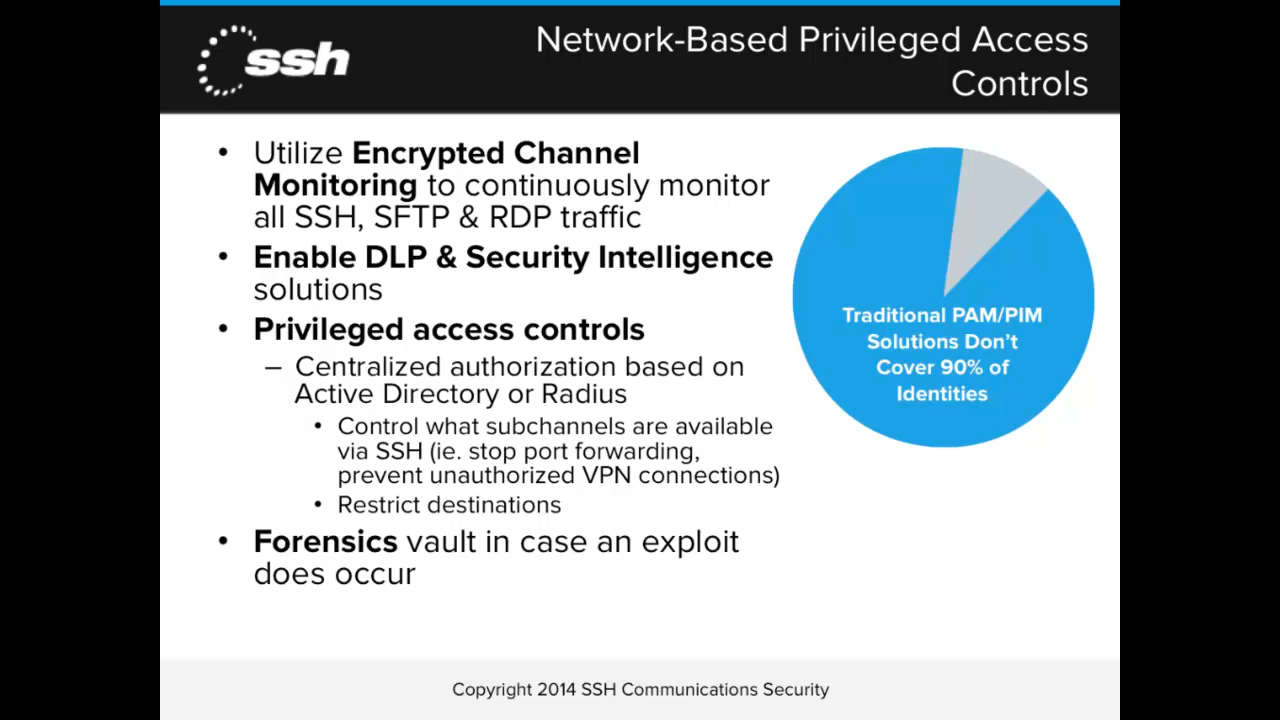 ssh
Network-Based Privileged Access
Controls
• Utilize Encrypted Channel
Monitoring to continuously monitor
all SSH, SFTP & RDP traffic
• Enable DLP & Security Intelligence
solutions
• Privileged access controls
– Centralized authorization based on
Active Directory or Radius
• Control what subchannels are available
via SSH (ie. stop port forwarding,
prevent unauthorized VPN connections)
• Restrict destinations
• Forensics vault in case an exploit
does occur
Traditional PAM/PIM
Solutions Don't
Cover 90% of
Identities
Copyright 2014 SSH Communications Security